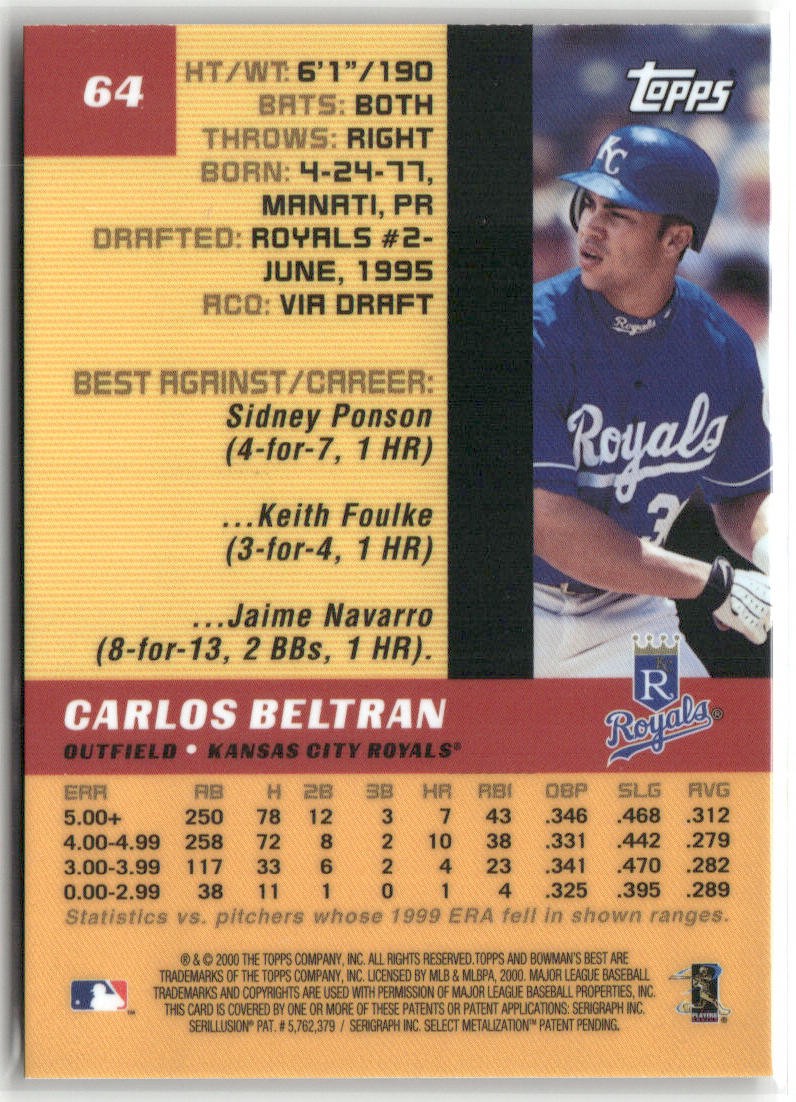 64
HT/WT: 6'1"/190
BATS: BOTH
THROWS: RIGHT
BORN: 4-24-77,
MANATI, PR
DRAFTED: ROYALS #2-
JUNE, 1995
ACQ: VIA DRAFT
TOPPS
KC
Royals
Royals
3
BEST AGAINST/CAREER:
Sidney Ponson
(4-for-7, 1 HR)
...Keith Foulke
(3-for-4, 1 HR)
...Jaime Navarro
(8-for-13, 2 BBs, 1 HR).
CARLOS BELTRAN
OUTFIELD • KANSAS CITY ROYALS®
KC
R
Royals®
ERA AB H 2B 3B HR RBI OBP SLG AVG
5.00+ 250 78 12 3 7 43 .346 .468 .312
4.00-4.99 258 72 8 2 10 38 .331 .442 .279
3.00-3.99 117 33 6 2 4 23 .341 .470 .282
0.00-2.99 38 11 1 0 1 4 .325 .395 .289
Statistics vs. pitchers whose 1999 ERA fell in shown ranges.
® & © 2000 THE TOPPS COMPANY, INC. ALL RIGHTS RESERVED.TOPPS AND BOWMAN'S BEST ARE
TRADEMARKS OF THE TOPPS COMPANY, INC. LICENSED BY MLB & MLBPA, 2000. MAJOR LEAGUE BASEBALL
TRADEMARKS AND COPYRIGHTS ARE USED WITH PERMISSION OF MAJOR LEAGUE BASEBALL PROPERTIES, INC.
THIS CARD IS COVERED BY ONE OR MORE OF THESE PATENTS OR PATENT APPLICATIONS: SERIGRAPH INC.
SERILLUSION® PAT. # 5,762,379 / SERIGRAPH INC. SELECT METALIZATION™ PATENT PENDING.
™
PLAYERS
®